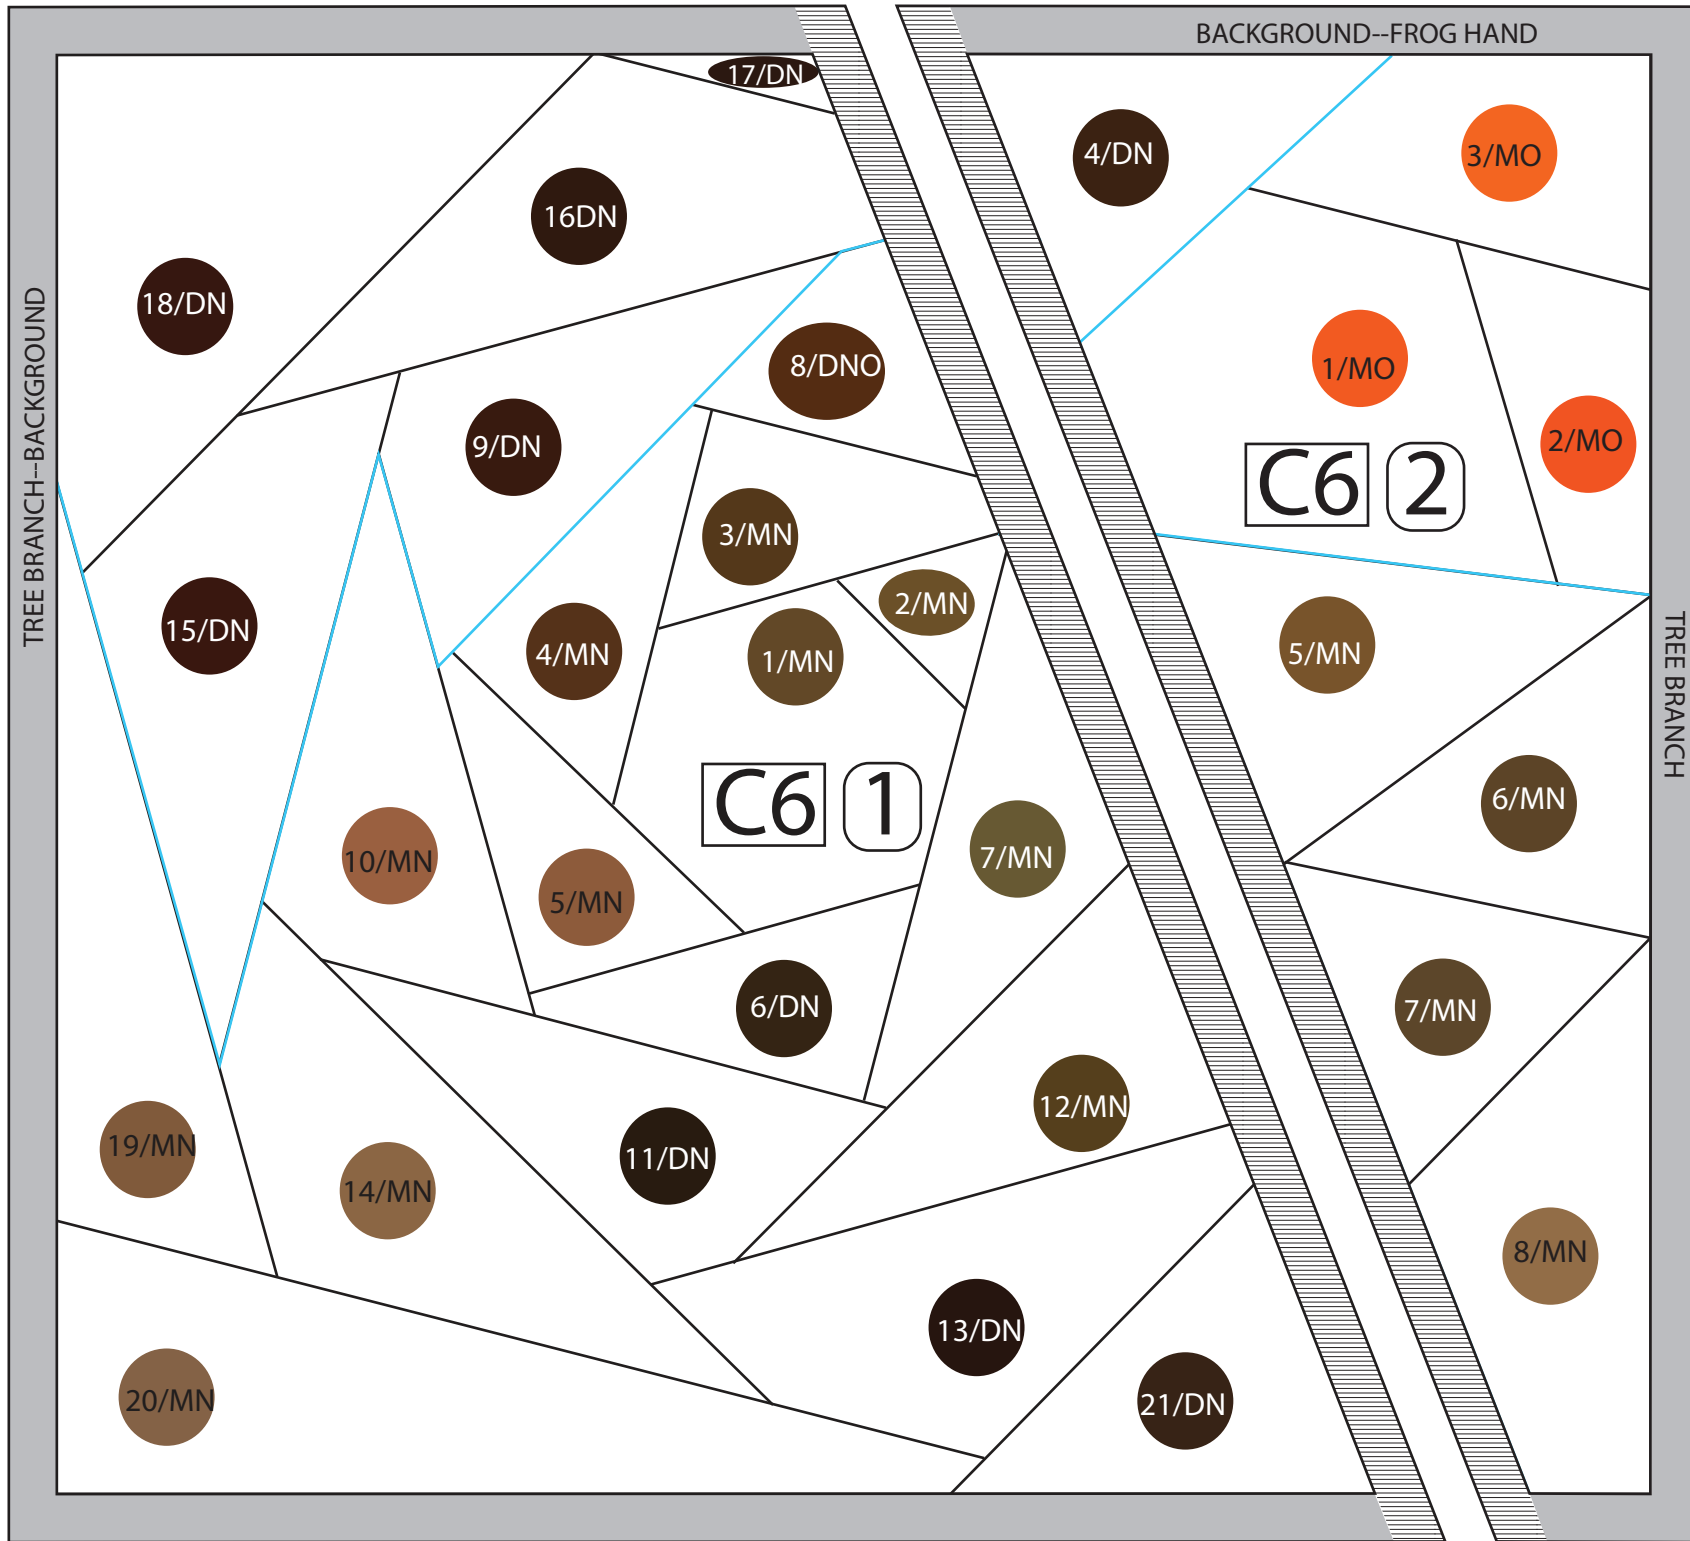 BACKGROUND--FROG HAND
17/DN
4/DN
3/MO
16DN
18/DN
TREE BRANCH--BACKGROUND
8/DNO
1/MO
9/DN
2/MO
C6 2
3/MN
2/MN
15/DN
4/MN
1/MN
5/MN
TREE BRANCH
C6 1
6/MN
10/MN
7/MN
5/MN
6/DN
7/MN
12/MN
19/MN
11/DN
14/MN
8/MN
13/DN
20/MN
21/DN